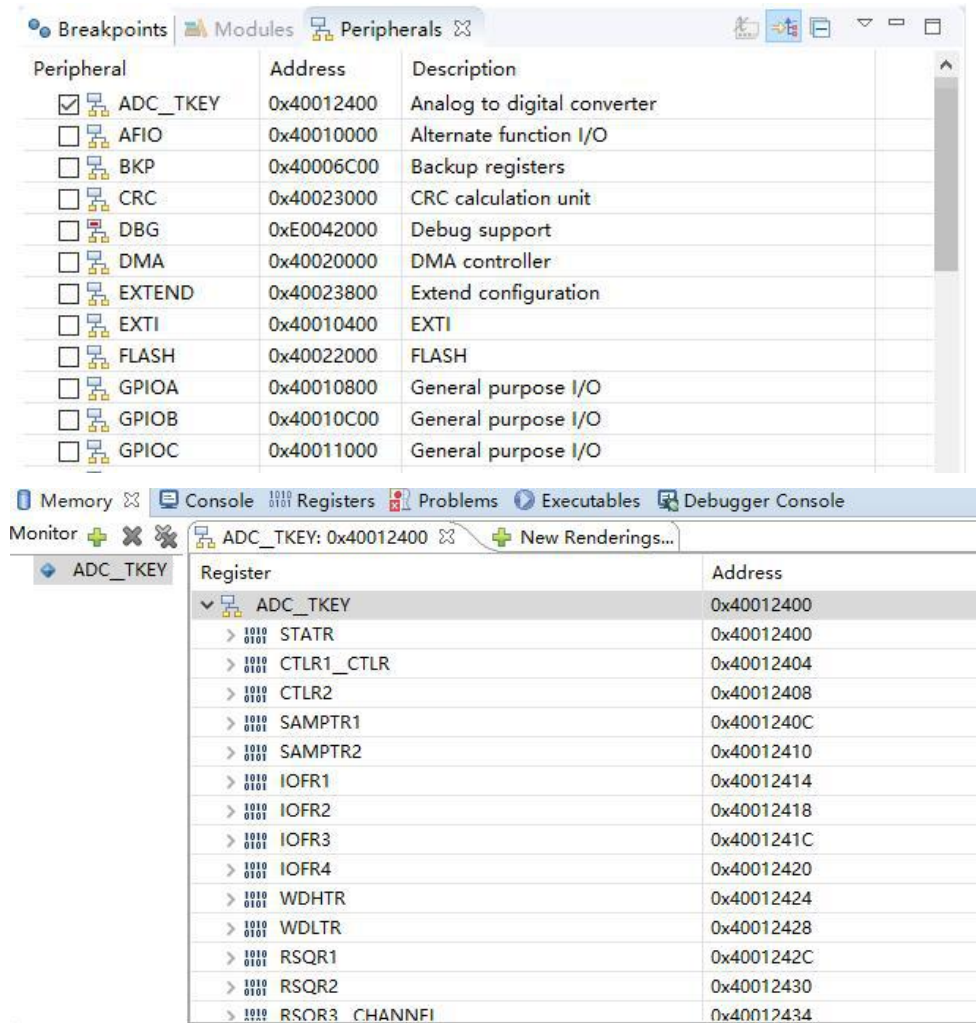 Breakpoints Modules Peripherals
Peripheral Address Description
ADC_TKEY 0x40012400 Analog to digital converter
AFIO 0x40010000 Alternate function I/O
BKP 0x40006C00 Backup registers
CRC 0x40023000 CRC calculation unit
DBG 0xE0042000 Debug support
DMA 0x40020000 DMA controller
EXTEND 0x40023800 Extend configuration
EXTI 0x40010400 EXTI
FLASH 0x40022000 FLASH
GPIOA 0x40010800 General purpose I/O
GPIOB 0x40010C00 General purpose I/O
GPIOC 0x40011000 General purpose I/O
Memory Console Registers Problems Executables Debugger Console
Monitor ADC_TKEY: 0x40012400 New Renderings...
ADC_TKEY Register Address
ADC_TKEY 0x40012400
STATR 0x40012400
CTLR1_CTLR 0x40012404
CTLR2 0x40012408
SAMPTR1 0x4001240C
SAMPTR2 0x40012410
IOFR1 0x40012414
IOFR2 0x40012418
IOFR3 0x4001241C
IOFR4 0x40012420
WDHTR 0x40012424
WDLTR 0x40012428
RSQR1 0x4001242C
RSQR2 0x40012430
RSQR3_CHANNEL 0x40012434